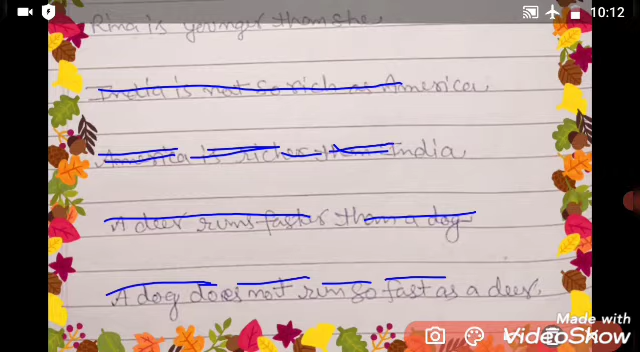 10:12
Rina is younger than she
India is not so rich as America.
America is richer than India
A deer runs faster than a dog
A dog does not run so fast as a deer.
Made with
VideoShow